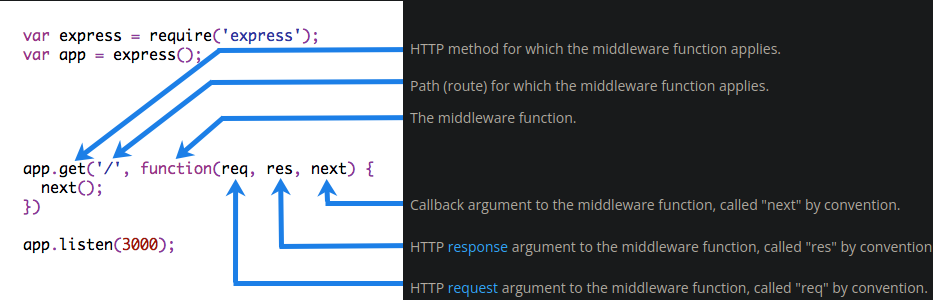 var express = require('express');
var app = express();
HTTP method for which the middleware function applies.
Path (route) for which the middleware function applies.
The middleware function.
app.get('/', function(req, res, next) {
  next();
})
Callback argument to the middleware function, called "next" by convention.
app.listen(3000);
HTTP response argument to the middleware function, called "res" by convention
HTTP request argument to the middleware function, called "req" by convention.